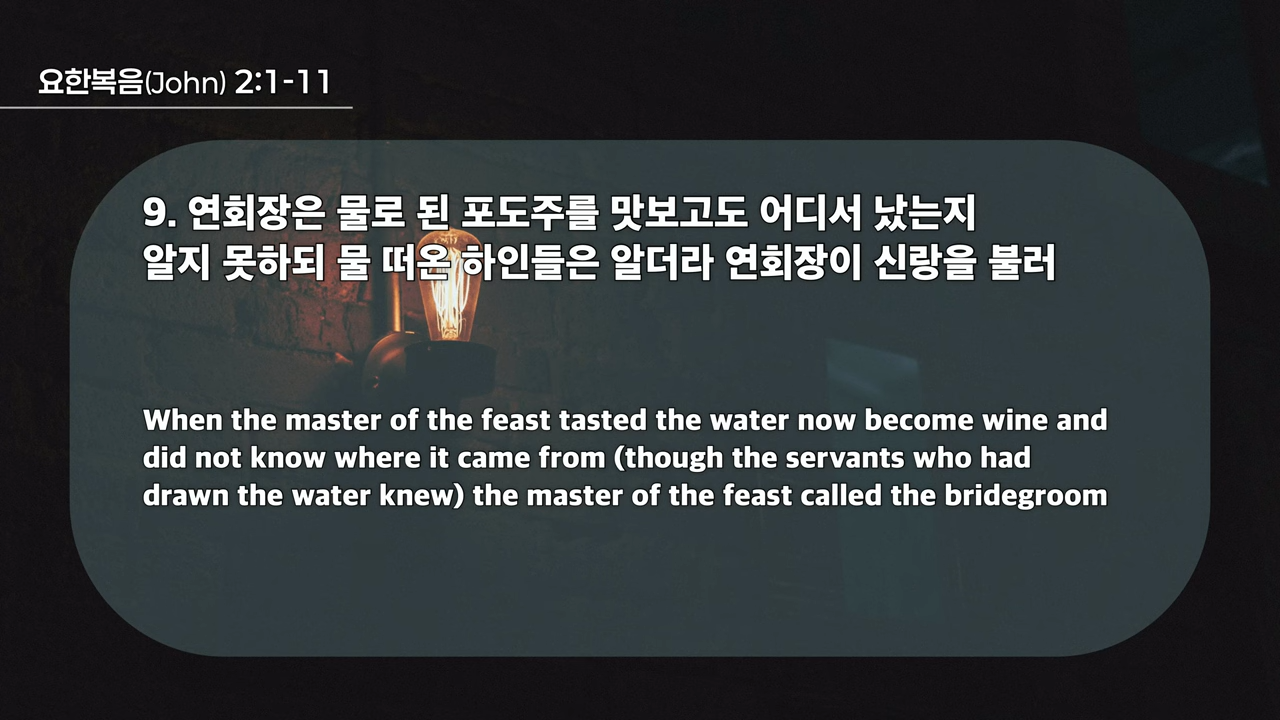 요한복음(John) 2:1-11
9. 연회장은 물로 된 포도주를 맛보고도 어디서 났는지
알지 못하되 물 떠온 하인들은 알더라 연회장이 신랑을 불러
When the master of the feast tasted the water now become wine and
did not know where it came from (though the servants who had
drawn the water knew) the master of the feast called the bridegroom